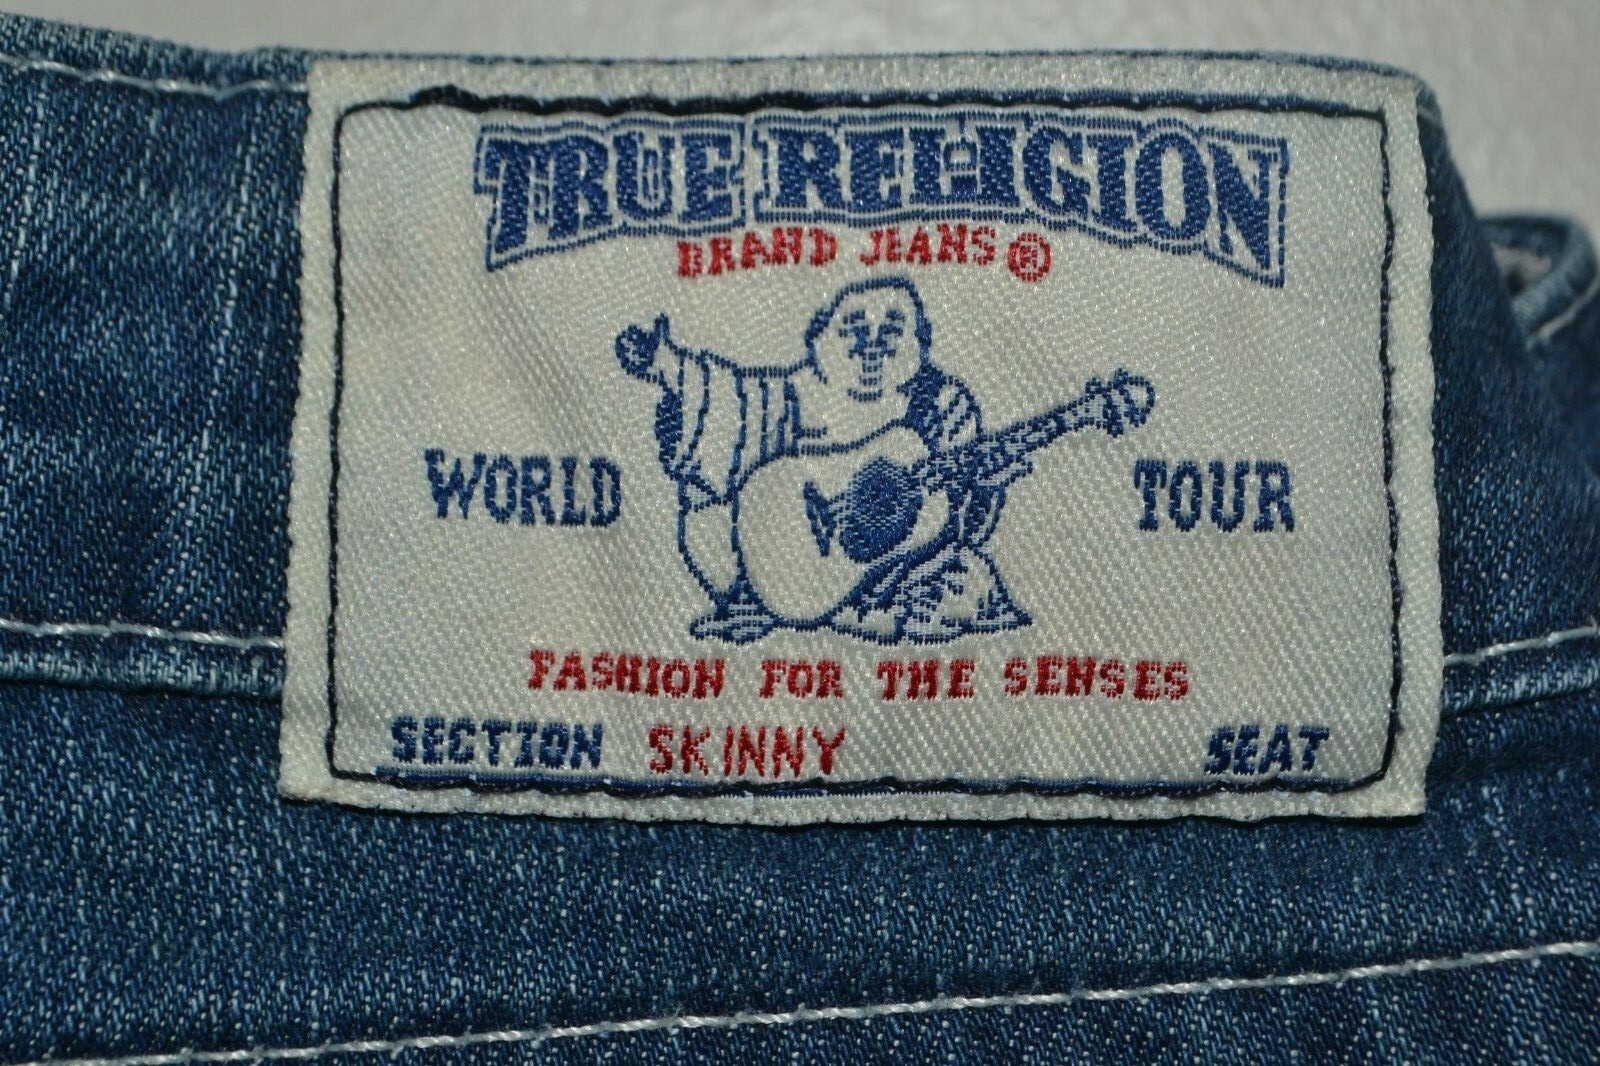 TRUE RELIGION
BRAND JEANS®
WORLD TOUR
FASHION FOR THE SENSES
SECTION SKINNY SEAT